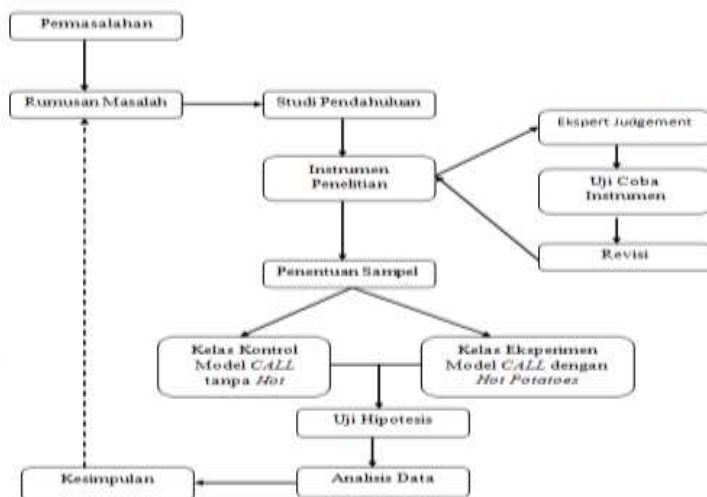 Permasalahan
Rumusan Masalah
Studi Pendahuluan
Instrumen
Penelitian
Ekspert Judgement
Uji Coba
Instrumen
Revisi
Penentuan Sampel
Kelas Kontrol
Model CALL
tanpa Hot
Kelas Eksperimen
Model CALL dengan
Hot Potatoes
Uji Hipotesis
Analisis Data
Kesimpulan